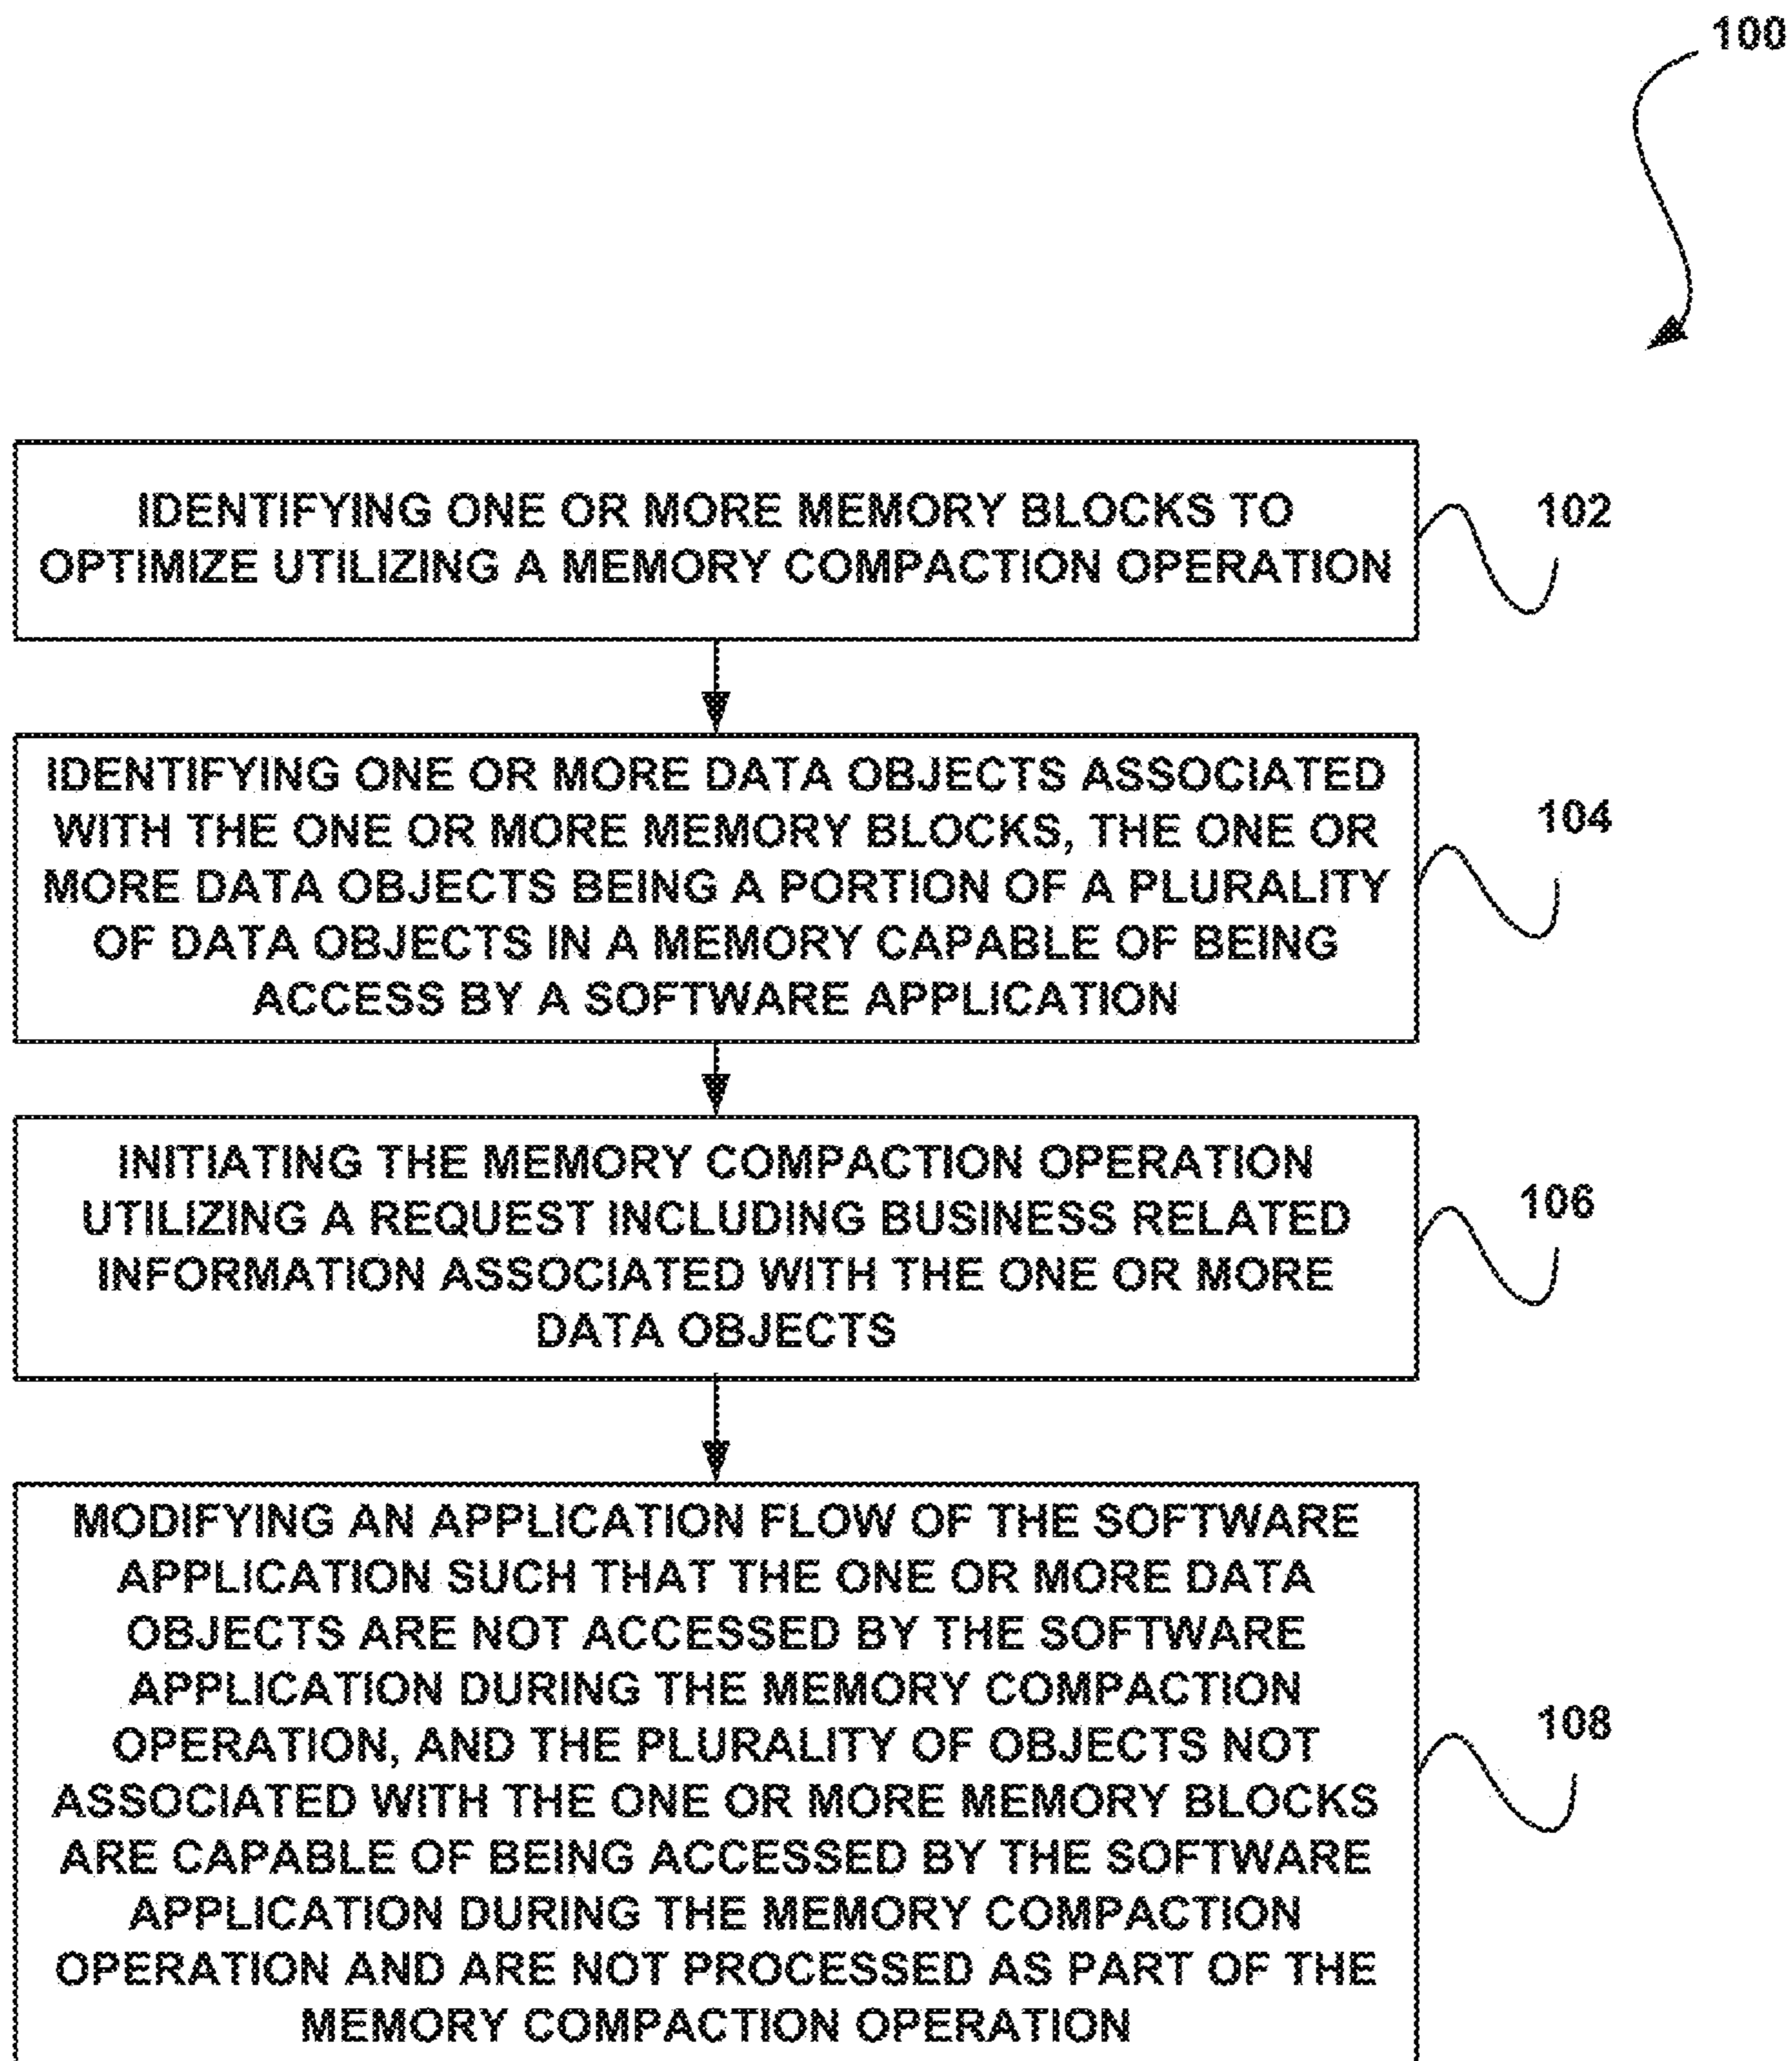 100
IDENTIFYING ONE OR MORE MEMORY BLOCKS TO
OPTIMIZE UTILIZING A MEMORY COMPACTION OPERATION
102
IDENTIFYING ONE OR MORE DATA OBJECTS ASSOCIATED
WITH THE ONE OR MORE MEMORY BLOCKS, THE ONE OR
MORE DATA OBJECTS BEING A PORTION OF A PLURALITY
OF DATA OBJECTS IN A MEMORY CAPABLE OF BEING
ACCESS BY A SOFTWARE APPLICATION
104
INITIATING THE MEMORY COMPACTION OPERATION
UTILIZING A REQUEST INCLUDING BUSINESS RELATED
INFORMATION ASSOCIATED WITH THE ONE OR MORE
DATA OBJECTS
106
MODIFYING AN APPLICATION FLOW OF THE SOFTWARE
APPLICATION SUCH THAT THE ONE OR MORE DATA
OBJECTS ARE NOT ACCESSED BY THE SOFTWARE
APPLICATION DURING THE MEMORY COMPACTION
OPERATION, AND THE PLURALITY OF OBJECTS NOT
ASSOCIATED WITH THE ONE OR MORE MEMORY BLOCKS
ARE CAPABLE OF BEING ACCESSED BY THE SOFTWARE
APPLICATION DURING THE MEMORY COMPACTION
OPERATION AND ARE NOT PROCESSED AS PART OF THE
MEMORY COMPACTION OPERATION
108